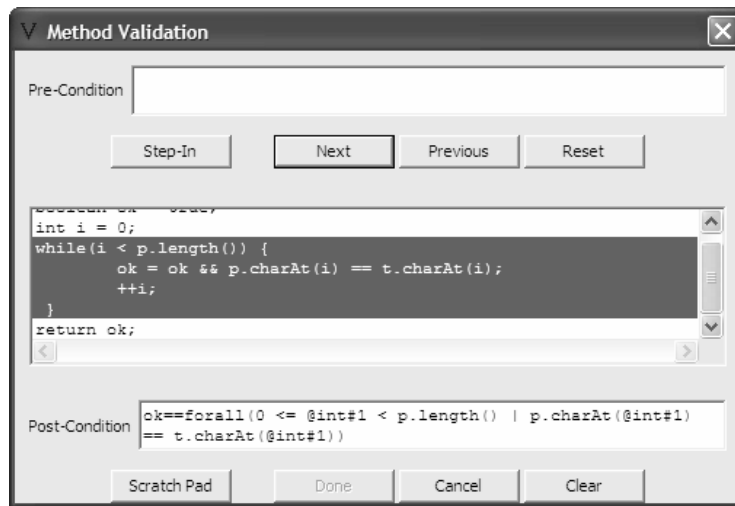 Method Validation
Pre-Condition
Step-In Next Previous Reset
int i = 0;
while(i < p.length()) {
ok = ok && p.charAt(i) == t.charAt(i);
++i;
}
return ok;
Post-Condition
ok==forall(0 <= @int#1 < p.length() | p.charAt(@int#1)
== t.charAt(@int#1))
Scratch Pad Done Cancel Clear